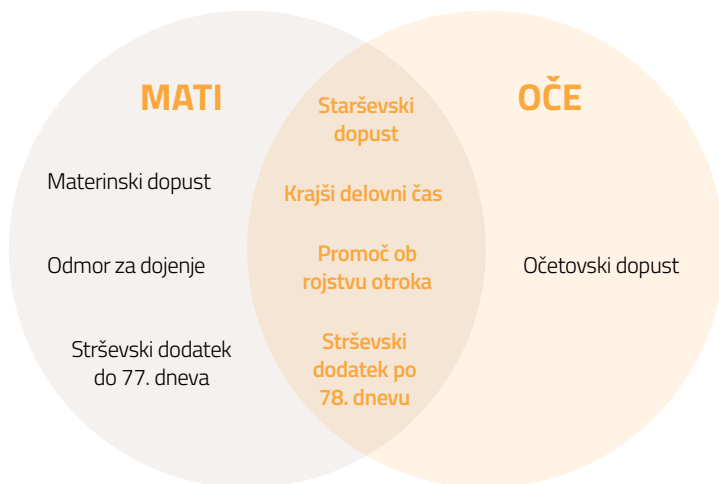 MATI
Materinski dopust
Odmor za dojenje
Strševski dodatek
do 77. dneva
Starševski
dopust
Krajši delovni čas
Promoč ob
rojstvu otroka
Strševski
dodatek po
78. dnevu
OČE
Očetovski dopust